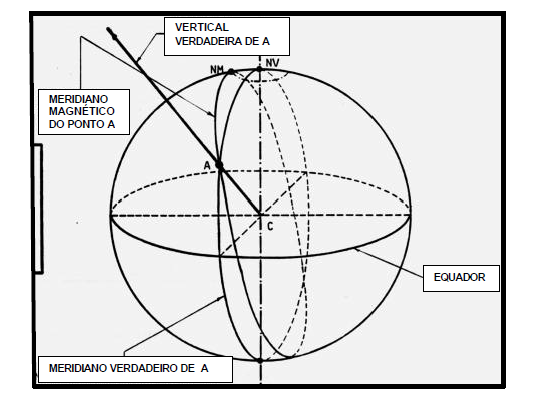 VERTICAL
VERDADEIRA DE A
NM
NV
MERIDIANO
MAGNÉTICO
DO PONTO A
A
C
EQUADOR
MERIDIANO VERDADEIRO DE A